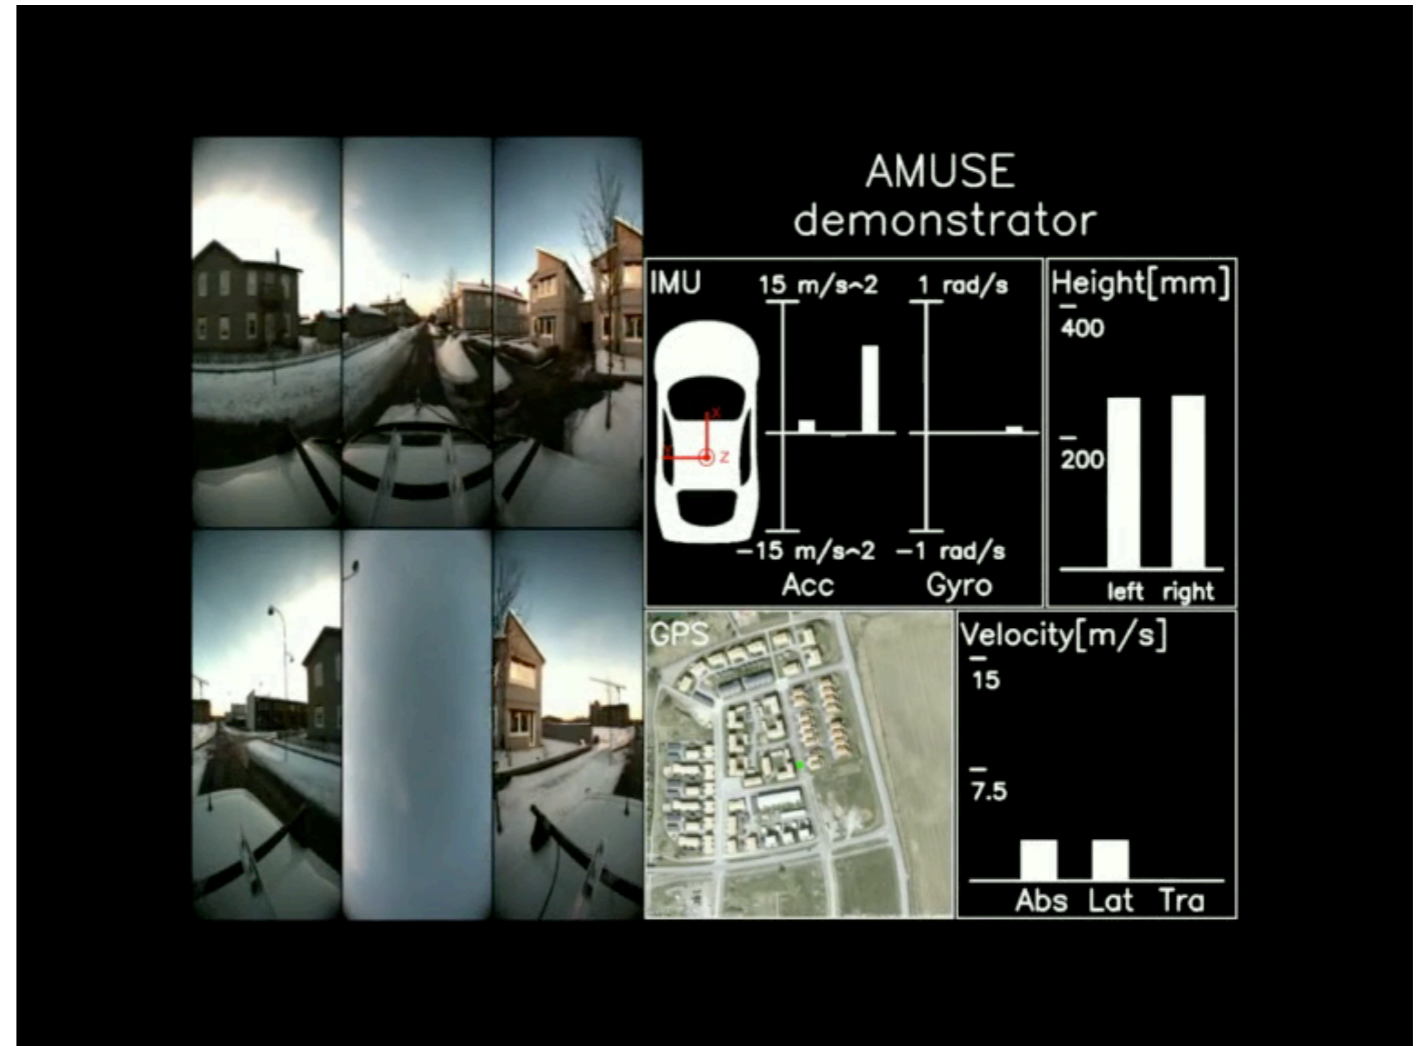 AMUSE
demonstrator
IMU
15 m/s^2
1 rad/s
X
Y
Z
-15 m/s^2
-1 rad/s
Acc
Gyro
Height[mm]
400
200
left right
GPS
Velocity[m/s]
15
7.5
Abs Lat Tra